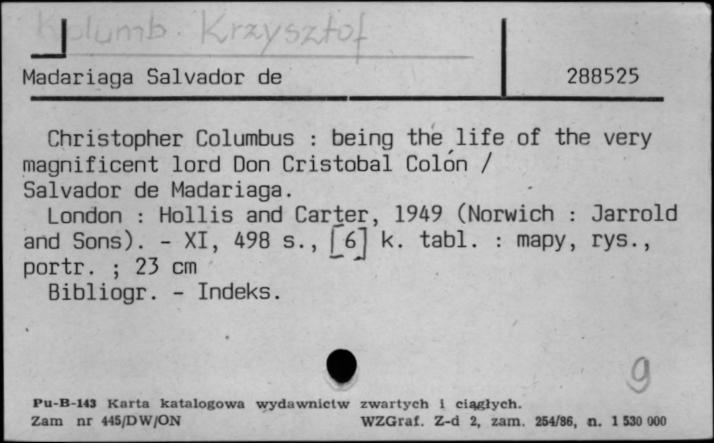 Kolumb. Krzysztof
Madariaga Salvador de 288525
Christopher Columbus : being the life of the very
magnificent lord Don Cristobal Colón /
Salvador de Madariaga.
London : Hollis and Carter, 1949 (Norwich : Jarrold
and Sons). - XI, 498 s., [6] k. tabl. : mapy, rys.,
portr. ; 23 cm
Bibliogr. - Indeks.
g
Pu-B-143 Karta katalogowa wydawnictw zwartych i ciągłych.
Zam nr 445/DW/ON WZGraf. Z-d 2, zam. 254/86, n. 1 530 000